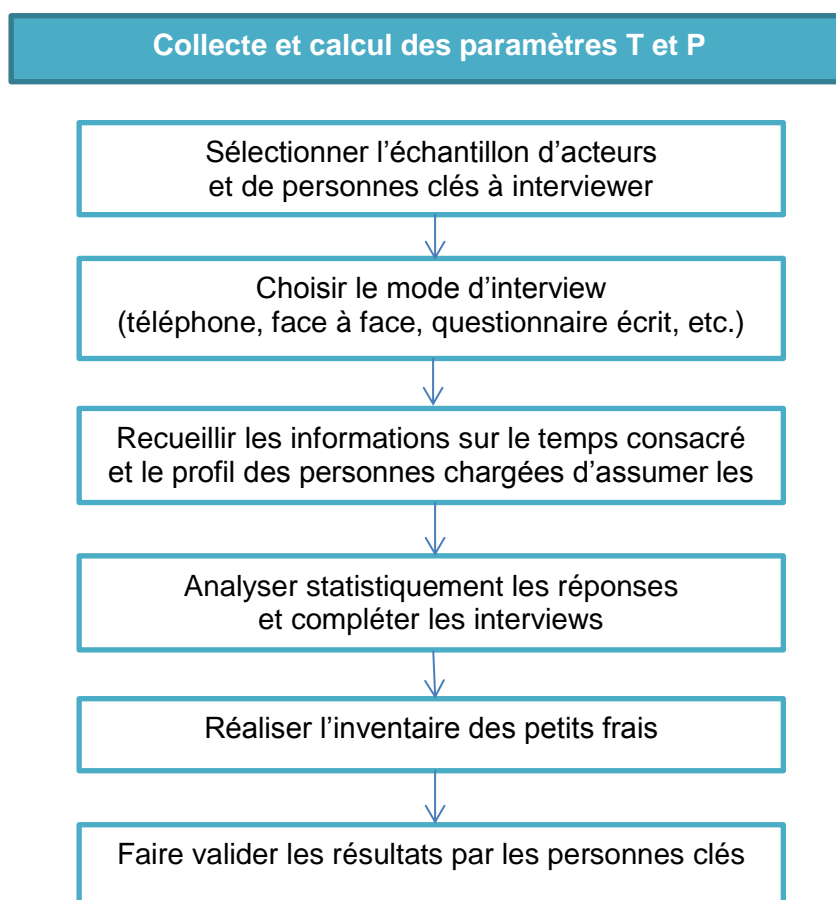 Collecte et calcul des paramètres T et P
Sélectionner l’échantillon d’acteurs
et de personnes clés à interviewer
Choisir le mode d’interview
(téléphone, face à face, questionnaire écrit, etc.)
Recueillir les informations sur le temps consacré
et le profil des personnes chargées d’assumer les
Analyser statistiquement les réponses
et compléter les interviews
Réaliser l’inventaire des petits frais
Faire valider les résultats par les personnes clés